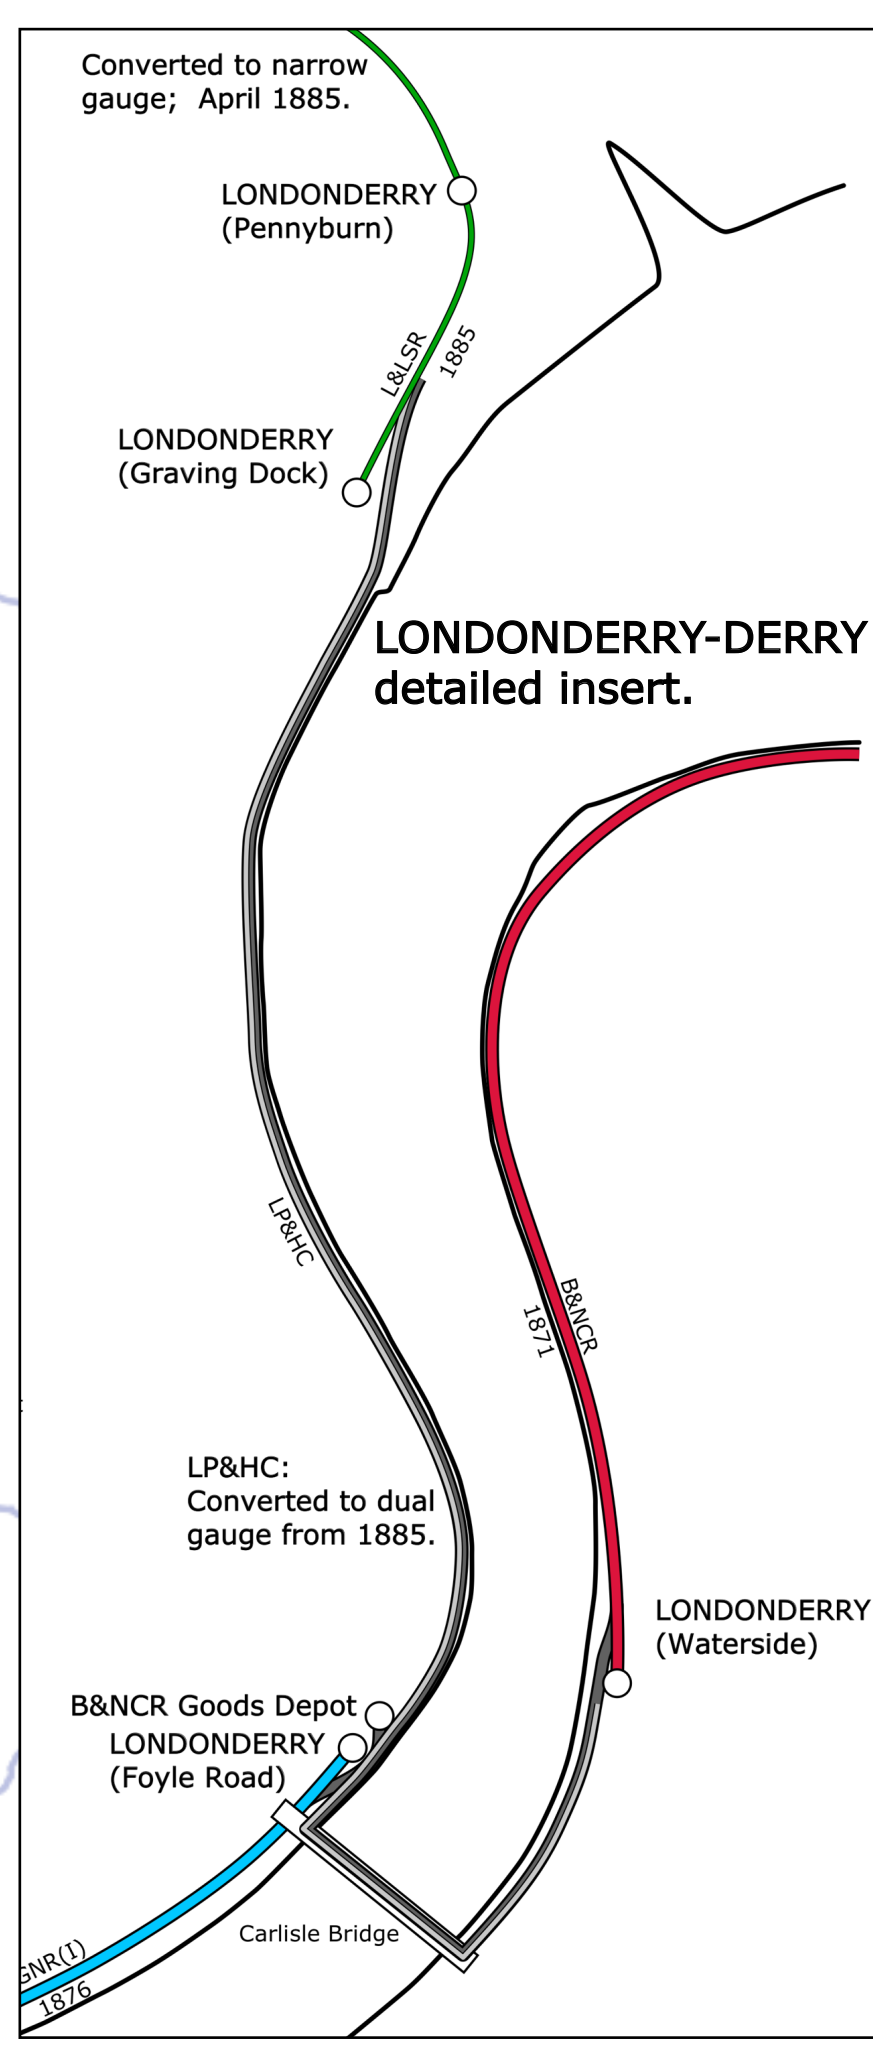 Converted to narrow
gauge;  April 1885.
LONDONDERRY
(Pennyburn)
L&LSR
1885
LONDONDERRY
(Graving Dock)
LONDONDERRY-DERRY
detailed insert.
LP&HC
B&NCR
1871
LP&HC:
Converted to dual
gauge from 1885.
LONDONDERRY
(Waterside)
B&NCR Goods Depot
LONDONDERRY
(Foyle Road)
Carlisle Bridge
GNR(I)
1876